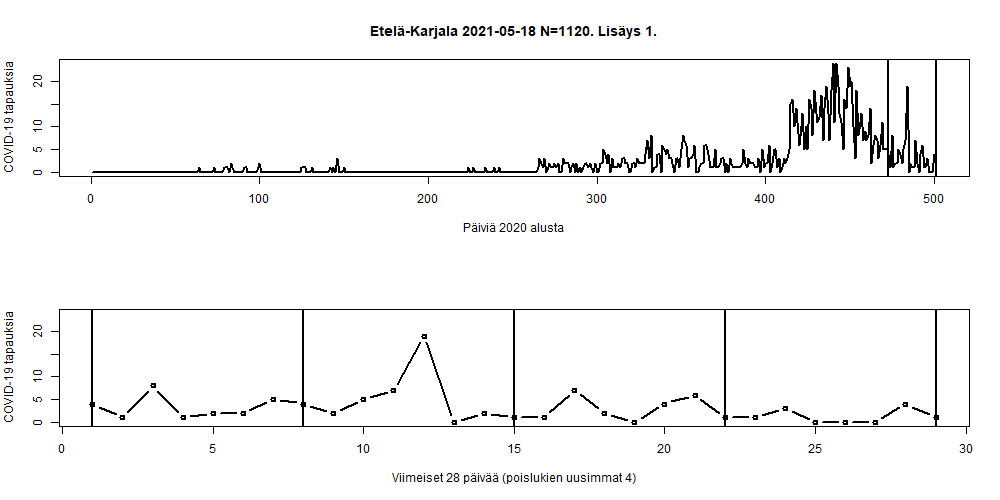 Etelä-Karjala 2021-05-18 N=1120. Lisäys 1.
COVID-19 tapauksia
0 5 10 20
0 100 200 300 400 500
Päiviä 2020 alusta
COVID-19 tapauksia
0 5 10 20
0 5 10 15 20 25 30
Viimeiset 28 päivää (poislukien uusimmat 4)